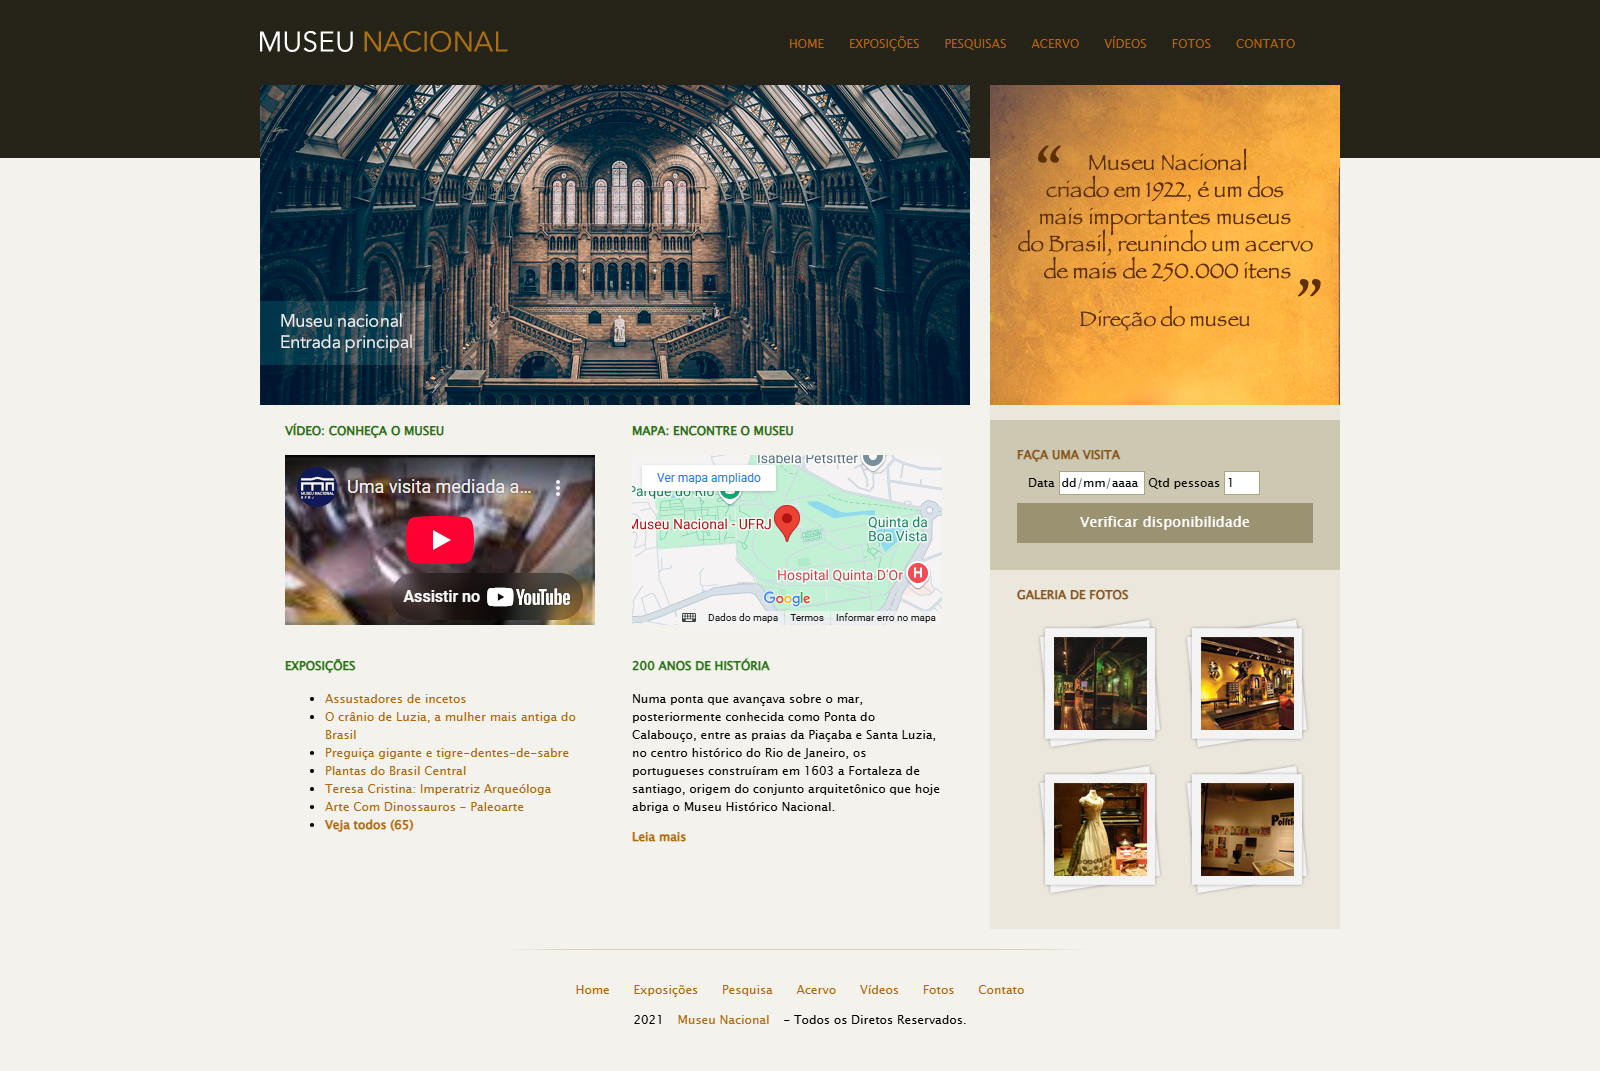 MUSEU NACIONAL
HOME EXPOSIÇÕES PESQUISAS ACERVO VÍDEOS FOTOS CONTATO
Museu nacional
Entrada principal
“ Museu Nacional
criado em 1922, é um dos
mais importantes museus
do Brasil, reunindo um acervo
de mais de 250.000 itens ”
Direção do museu
VÍDEO: CONHEÇA O MUSEU
MUSEU NACIONAL
UFRJ
Uma visita mediada a...
Assistir no YouTube
MAPA: ENCONTRE O MUSEU
Isabela Petsitter
Ver mapa ampliado
Parque do Rio
Museu Nacional - UFRJ
Quinta da
Boa Vista
Hospital Quinta D'Or
H
Google
Dados do mapa Termos Informar erro no mapa
FAÇA UMA VISITA
Data dd/mm/aaaa Qtd pessoas 1
Verificar disponibilidade
GALERIA DE FOTOS
Políti
EXPOSIÇÕES
Assustadores de incetos
O crânio de Luzia, a mulher mais antiga do
Brasil
Preguiça gigante e tigre-dentes-de-sabre
Plantas do Brasil Central
Teresa Cristina: Imperatriz Arqueóloga
Arte Com Dinossauros - Paleoarte
Veja todos (65)
200 ANOS DE HISTÓRIA
Numa ponta que avançava sobre o mar,
posteriormente conhecida como Ponta do
Calabouço, entre as praias da Piaçaba e Santa Luzia,
no centro histórico do Rio de Janeiro, os
portugueses construíram em 1603 a Fortaleza de
santiago, origem do conjunto arquitetônico que hoje
abriga o Museu Histórico Nacional.
Leia mais
Home Exposições Pesquisa Acervo Vídeos Fotos Contato
2021 Museu Nacional - Todos os Diretos Reservados.